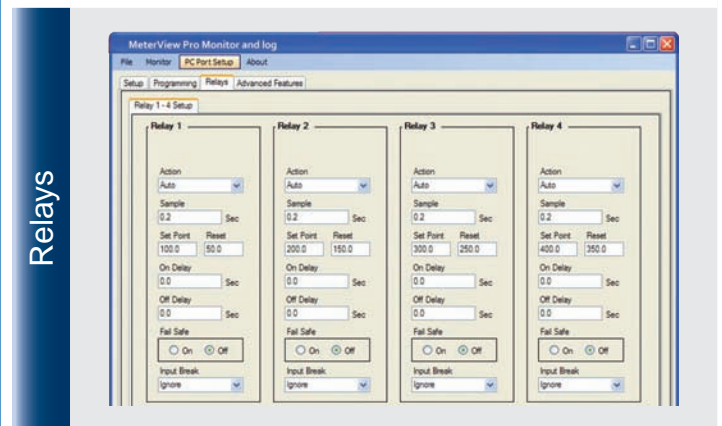 Relays
MeterView Pro Monitor and log
File Monitor PC Port Setup About
Setup Programming Relays Advanced Features
Relay 1 - 4 Setup
Relay 1 Relay 2 Relay 3 Relay 4
Action Action Action Action
Auto Auto Auto Auto
Sample Sample Sample Sample
0.2 Sec 0.2 Sec 0.2 Sec 0.2 Sec
Set Point Reset Set Point Reset Set Point Reset Set Point Reset
100.0 50.0 200.0 150.0 300.0 250.0 400.0 350.0
On Delay On Delay On Delay On Delay
0.0 Sec 0.0 Sec 0.0 Sec 0.0 Sec
Off Delay Off Delay Off Delay Off Delay
0.0 Sec 0.0 Sec 0.0 Sec 0.0 Sec
Fail Safe Fail Safe Fail Safe Fail Safe
On Off On Off On Off On Off
Input Break Input Break Input Break Input Break
Ignore Ignore Ignore Ignore